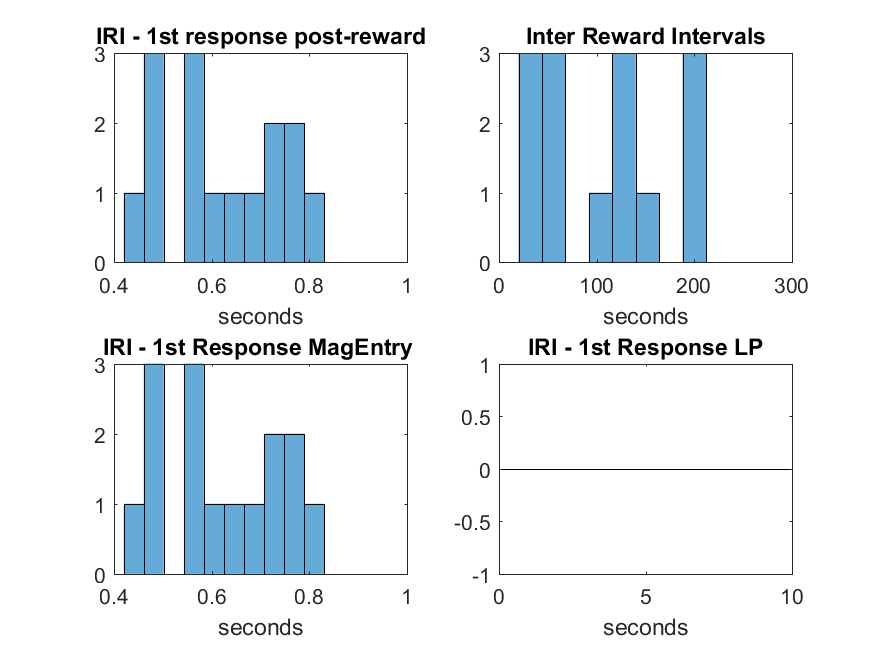 IRI - 1st response post-reward
3
2
1
0
0.4 0.6 0.8 1
seconds
Inter Reward Intervals
3
2
1
0
0 100 200 300
seconds
IRI - 1st Response MagEntry
3
2
1
0
0.4 0.6 0.8 1
seconds
IRI - 1st Response LP
1
0.5
0
-0.5
-1
0 5 10
seconds